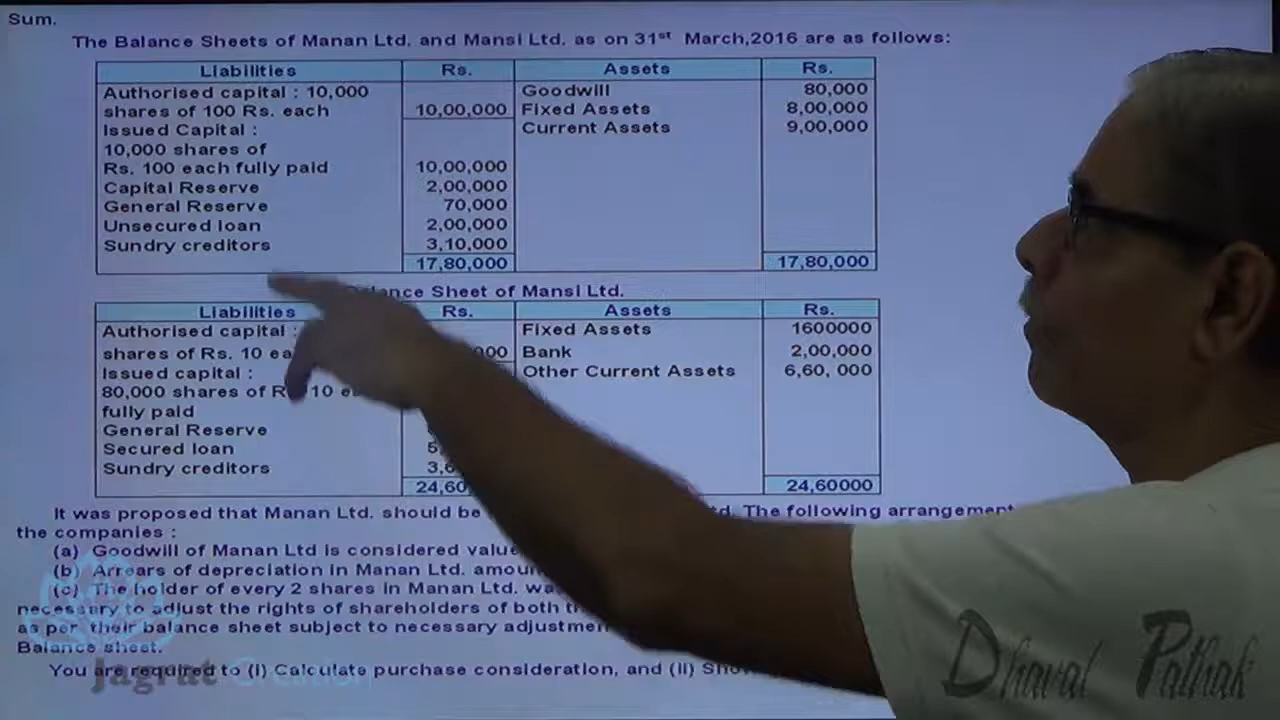 Sum.
The Balance Sheets of Manan Ltd. and Mansi Ltd. as on 31st March,2016 are as follows:
Liabilities Rs. Assets Rs.
Authorised capital : 10,000 Goodwill 80,000
shares of 100 Rs. each 10,00,000 Fixed Assets 8,00,000
Issued Capital : Current Assets 9,00,000
10,000 shares of
Rs. 100 each fully paid 10,00,000
Capital Reserve 2,00,000
General Reserve 70,000
Unsecured loan 2,00,000
Sundry creditors 3,10,000
17,80,000 17,80,000
Balance Sheet of Mansi Ltd.
Liabilities Rs. Assets Rs.
Authorised capital : Fixed Assets 1600000
shares of Rs. 10 Bank 2,00,000
Issued capital : Other Current Assets 6,60, 000
80,000 shares of 10
fully paid
General Reserve
Secured loan
Sundry creditors
24,60000
It was proposed that Manan Ltd. should be The following arrangement
the companies :
(a) Goodwill of Manan Ltd is considered
(b) Arrears of depreciation in Manan Ltd.
(c) The holder of every 2 shares in Manan Ltd.
necessary to adjust the rights of shareholders of both
as per their balance sheet subject to necessary
Balance sheet.
You are required to (i) Calculate purchase consideration, and (ii)
Jagrut Creation
Dhaval Pathak